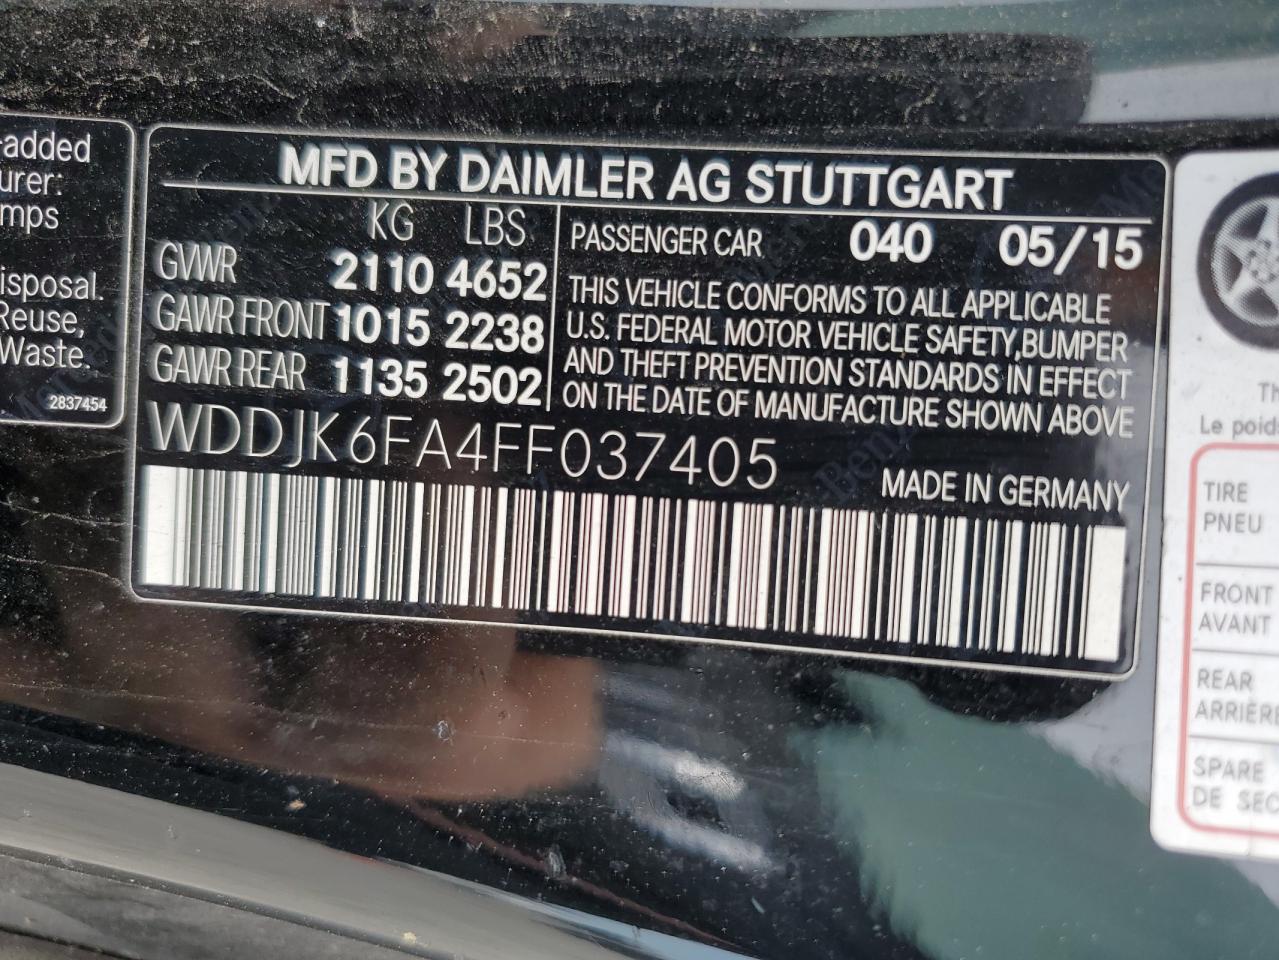 -added
urer:
mps
isposal.
Reuse,
Waste.
2837454
MFD BY DAIMLER AG STUTTGART
KG LBS
GVWR 2110 4652
GAWR FRONT 1015 2238
GAWR REAR 1135 2502
PASSENGER CAR 040 05/15
THIS VEHICLE CONFORMS TO ALL APPLICABLE
U.S. FEDERAL MOTOR VEHICLE SAFETY,BUMPER
AND THEFT PREVENTION STANDARDS IN EFFECT
ON THE DATE OF MANUFACTURE SHOWN ABOVE
WDDJK6FA4FF037405
MADE IN GERMANY
Th
Le poids
TIRE
PNEU
FRONT
AVANT
REAR
ARRIÈRE
SPARE
DE SEC